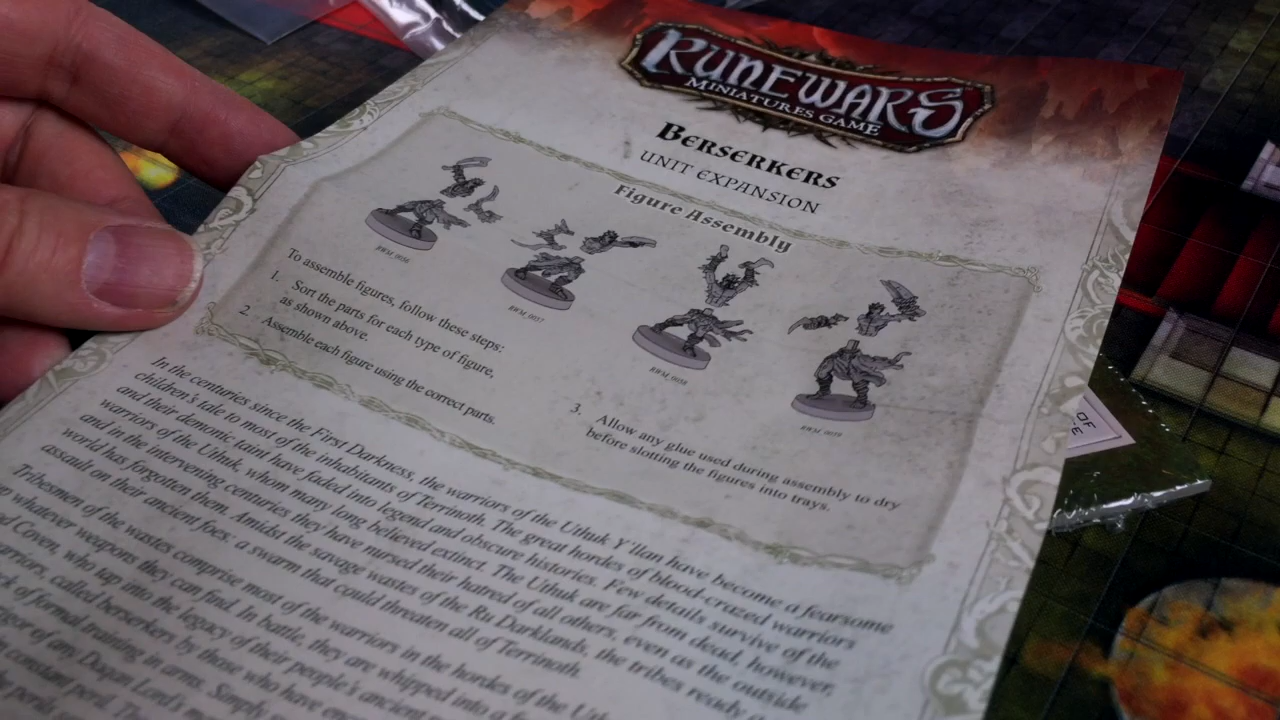 RUNEWARS
MINIATURES GAME
BERSERKERS
UNIT EXPANSION
Figure Assembly
RWM_0036
RWM_0037
RWM_0038
RWM_0039
To assemble figures, follow these steps:
1. Sort the parts for each type of figure,
as shown above.
2. Assemble each figure using the correct parts.
3. Allow any glue used during assembly to dry
before slotting the figures into trays.
In the centuries since the First Darkness, the warriors of the Uthuk Y'llan have become a fearsome
children's tale to most of the inhabitants of Terrinoth. The great hordes of blood-crazed warriors
and their demonic taint have faded into legend and obscure histories. Few details survive of the
warriors of the Uthuk, whom many long believed extinct. The Uthuk are far from dead, however,
and in the intervening centuries they have nursed their hatred of all others, even as the outside
world has forgotten them. Amidst the savage wastes of the Ru Darklands, the tribes ready
assault on their ancient foes: a swarm that could threaten all of Terrinoth.
Tribesmen of the wastes comprise most of the warriors in the hordes of the
whatever weapons they can find. In battle, they are whipped into a
Coven, who tap into the legacy of their people's ancient
called berserkers by those who have
of formal training in arms. Simply
of any Daqan Lord's
constant peril.
perils
OF